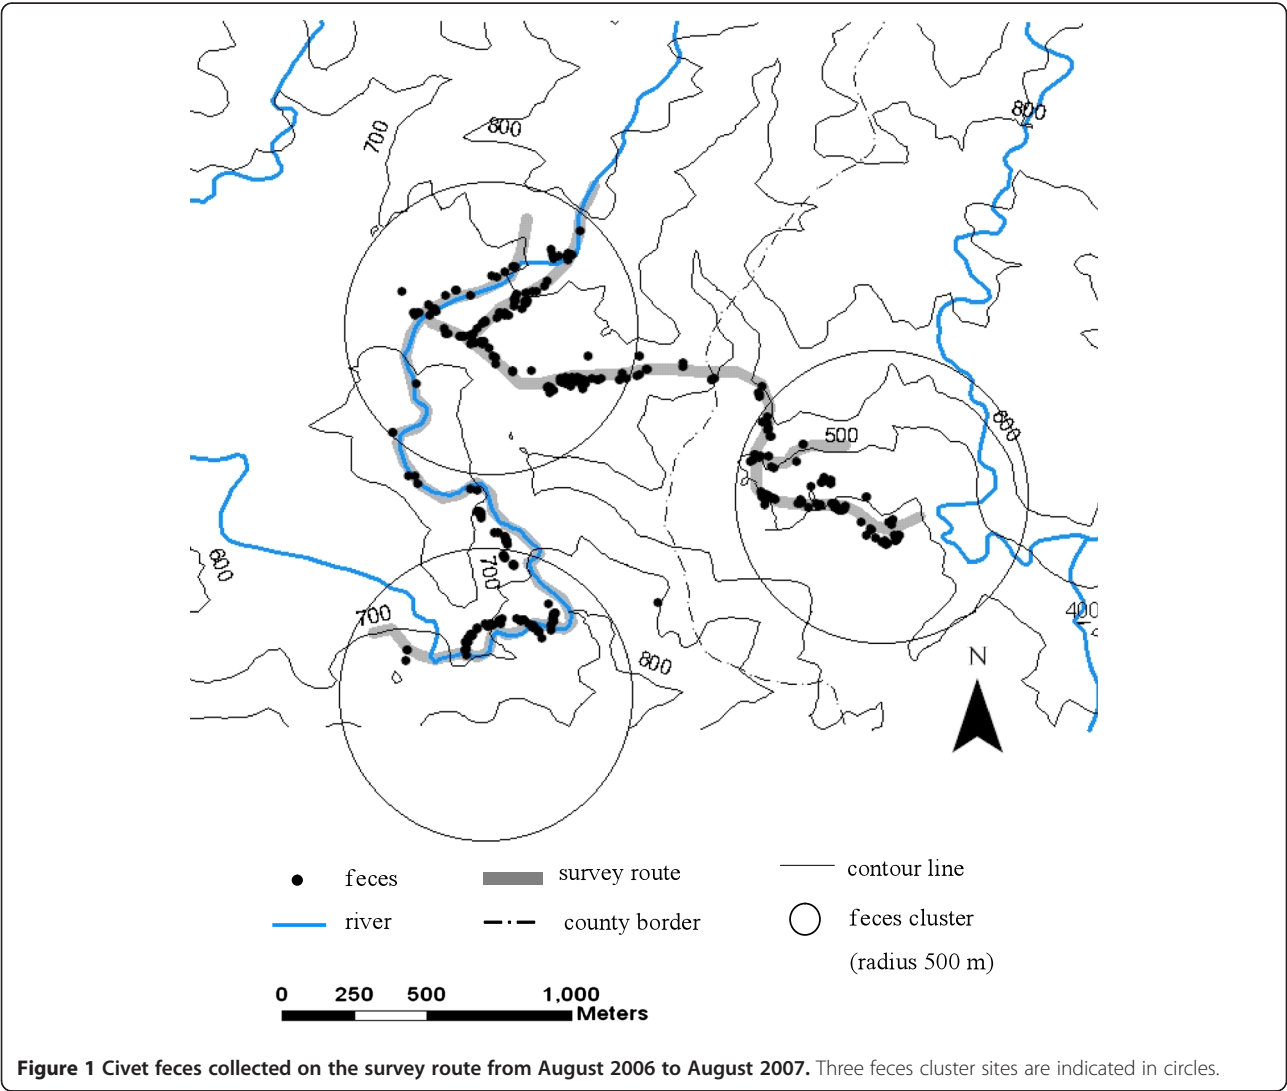 800
700
800
500
600
600
700
700
800
400
N
feces
survey route
contour line
river
county border
feces cluster
(radius 500 m)
0 250 500 1,000
Meters
Figure 1 Civet feces collected on the survey route from August 2006 to August 2007. Three feces cluster sites are indicated in circles.